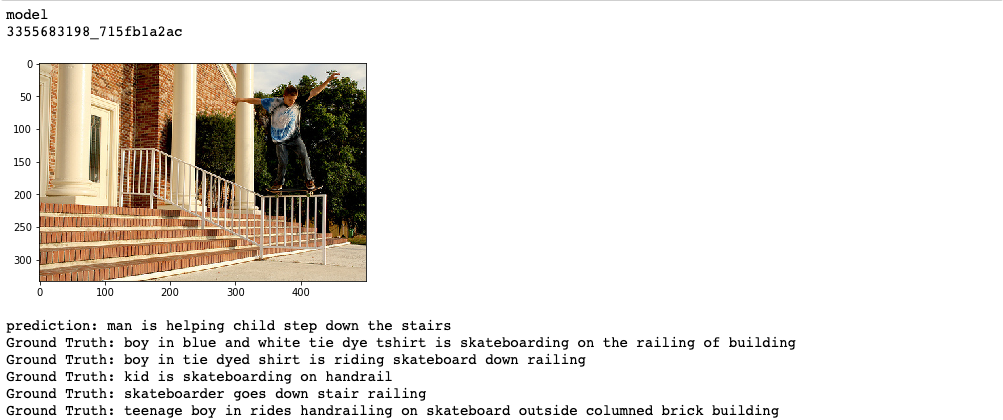 model
3355683198_715fb1a2ac
0
50
100
150
200
250
300
0 100 200 300 400
prediction: man is helping child step down the stairs
Ground Truth: boy in blue and white tie dye tshirt is skateboarding on the railing of building
Ground Truth: boy in tie dyed shirt is riding skateboard down railing
Ground Truth: kid is skateboarding on handrail
Ground Truth: skateboarder goes down stair railing
Ground Truth: teenage boy in rides handrailing on skateboard outside columned brick building